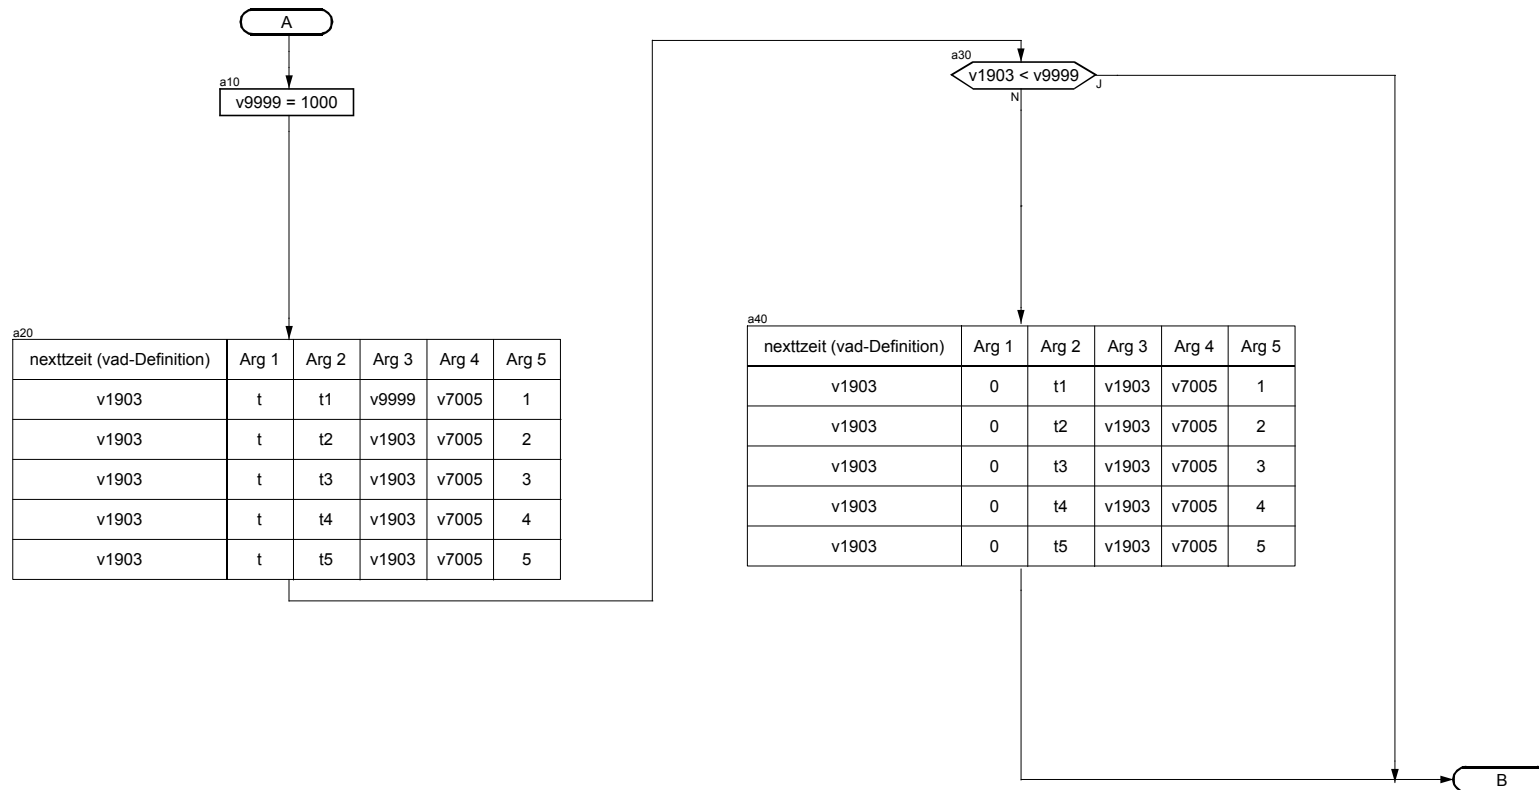 A
a10
v9999 = 1000
a20
nexttzeit (vad-Definition) Arg 1 Arg 2 Arg 3 Arg 4 Arg 5
v1903 t t1 v9999 v7005 1
v1903 t t2 v1903 v7005 2
v1903 t t3 v1903 v7005 3
v1903 t t4 v1903 v7005 4
v1903 t t5 v1903 v7005 5
a30
v1903 < v9999
N J
a40
nexttzeit (vad-Definition) Arg 1 Arg 2 Arg 3 Arg 4 Arg 5
v1903 0 t1 v1903 v7005 1
v1903 0 t2 v1903 v7005 2
v1903 0 t3 v1903 v7005 3
v1903 0 t4 v1903 v7005 4
v1903 0 t5 v1903 v7005 5
B